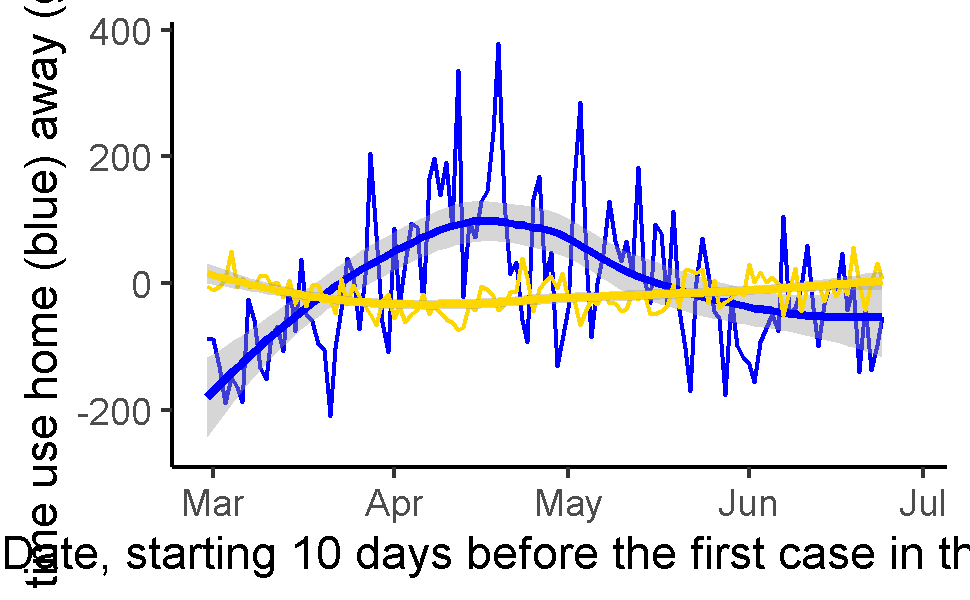 time use home (blue) away (g
400
200
0
-200
Mar Apr May Jun Jul
Date, starting 10 days before the first case in th